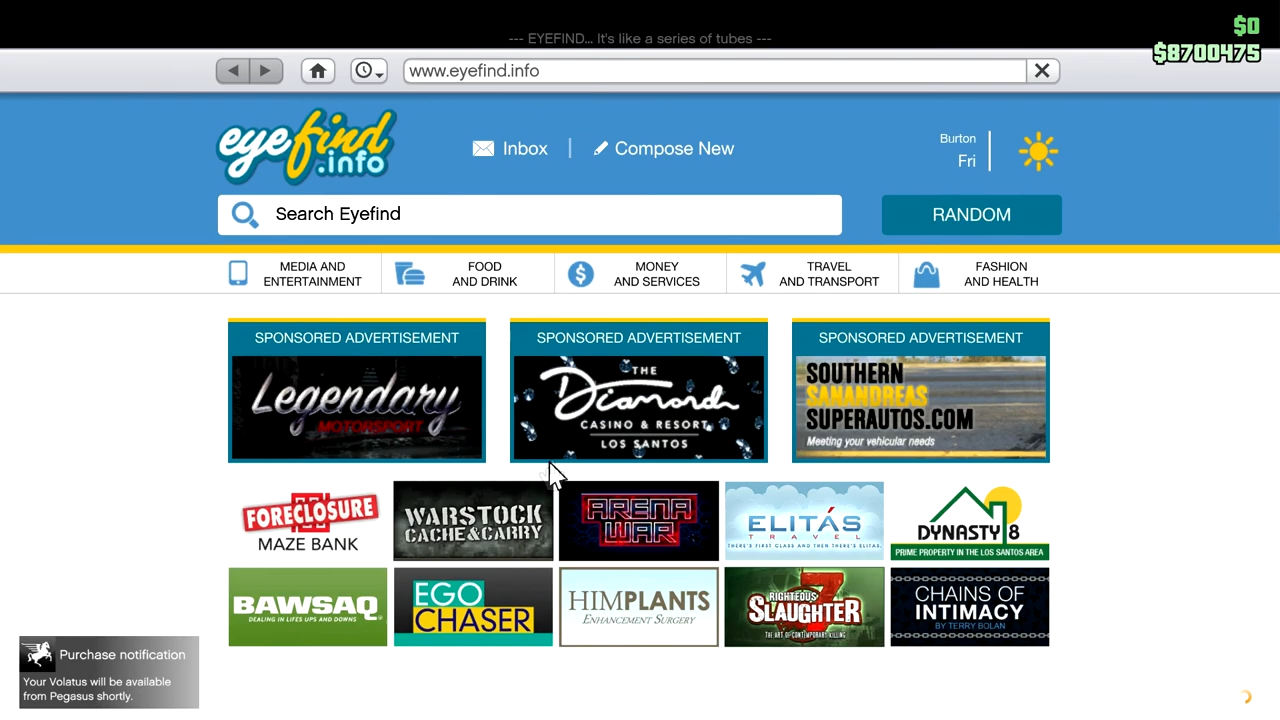 --- EYEFIND... It's like a series of tubes ---
$0
$8700475
www.eyefind.info
eyefind
.info
Inbox
Compose New
Burton
Fri
Search Eyefind
RANDOM
MEDIA AND
ENTERTAINMENT
FOOD
AND DRINK
MONEY
AND SERVICES
TRAVEL
AND TRANSPORT
FASHION
AND HEALTH
SPONSORED ADVERTISEMENT
Legendary
MOTORSPORT
SPONSORED ADVERTISEMENT
THE
Diamond
CASINO & RESORT
LOS SANTOS
SPONSORED ADVERTISEMENT
SOUTHERN
SANANDREAS
SUPERAUTOS.COM
Meeting your vehicular needs
FORECLOSURE
MAZE BANK
WARSTOCK
CACHE & CARRY
ARENA
WAR
ELITÁS
TRAVEL
THERE'S FIRST CLASS AND THEN THERE'S ELITAS.
DYNASTY 8
PRIME PROPERTY IN THE LOS SANTOS AREA
BAWSAQ
DEALING IN LIFES UPS AND DOWNS
EGO
CHASER
HIMPLANTS
ENHANCEMENT SURGERY
RIGHTEOUS
SLAUGHTER
7
THE ART OF CONTEMPORARY KILLING
CHAINS OF
INTIMACY
BY TERRY BOLAN
Purchase notification
Your Volatus will be available
from Pegasus shortly.